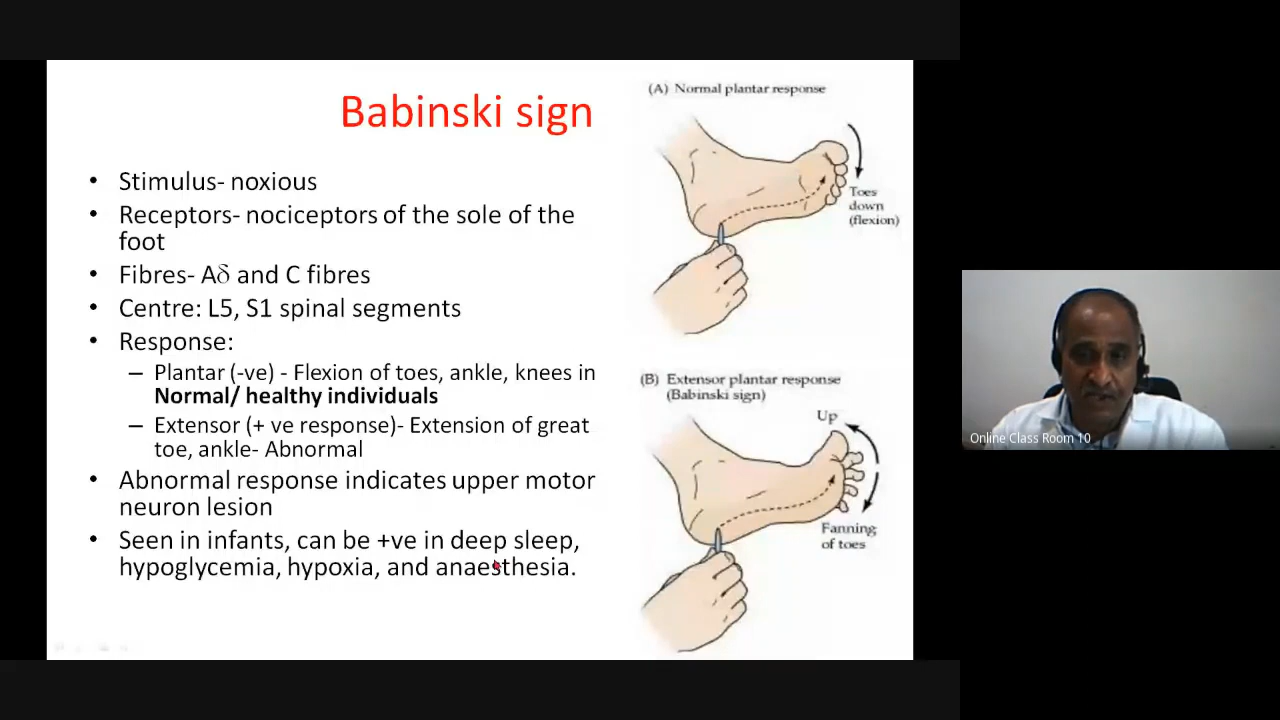 Babinski sign
• Stimulus- noxious
• Receptors- nociceptors of the sole of the
foot
• Fibres- Aδ and C fibres
• Centre: L5, S1 spinal segments
• Response:
– Plantar (-ve) - Flexion of toes, ankle, knees in
Normal/ healthy individuals
– Extensor (+ ve response)- Extension of great
toe, ankle- Abnormal
• Abnormal response indicates upper motor
neuron lesion
• Seen in infants, can be +ve in deep sleep,
hypoglycemia, hypoxia, and anaesthesia.
(A) Normal plantar response
Toes
down
(flexion)
(B) Extensor plantar response
(Babinski sign)
Up
Fanning
of toes
Online Class Room 10